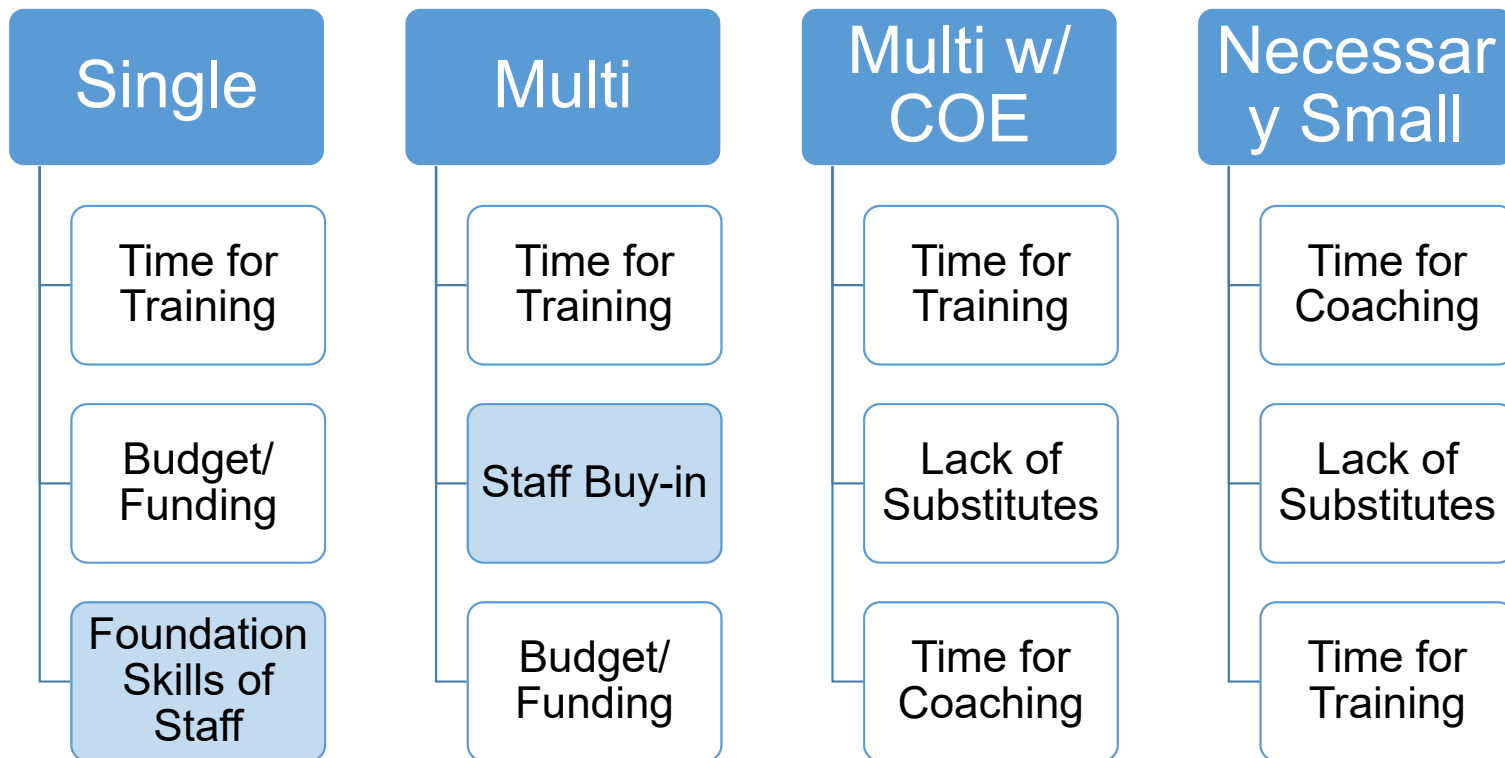 Single
Time for
Training
Budget/
Funding
Foundation
Skills of
Staff
Multi
Time for
Training
Staff Buy-in
Budget/
Funding
Multi w/
COE
Time for
Training
Lack of
Substitutes
Time for
Coaching
Necessar
y Small
Time for
Coaching
Lack of
Substitutes
Time for
Training